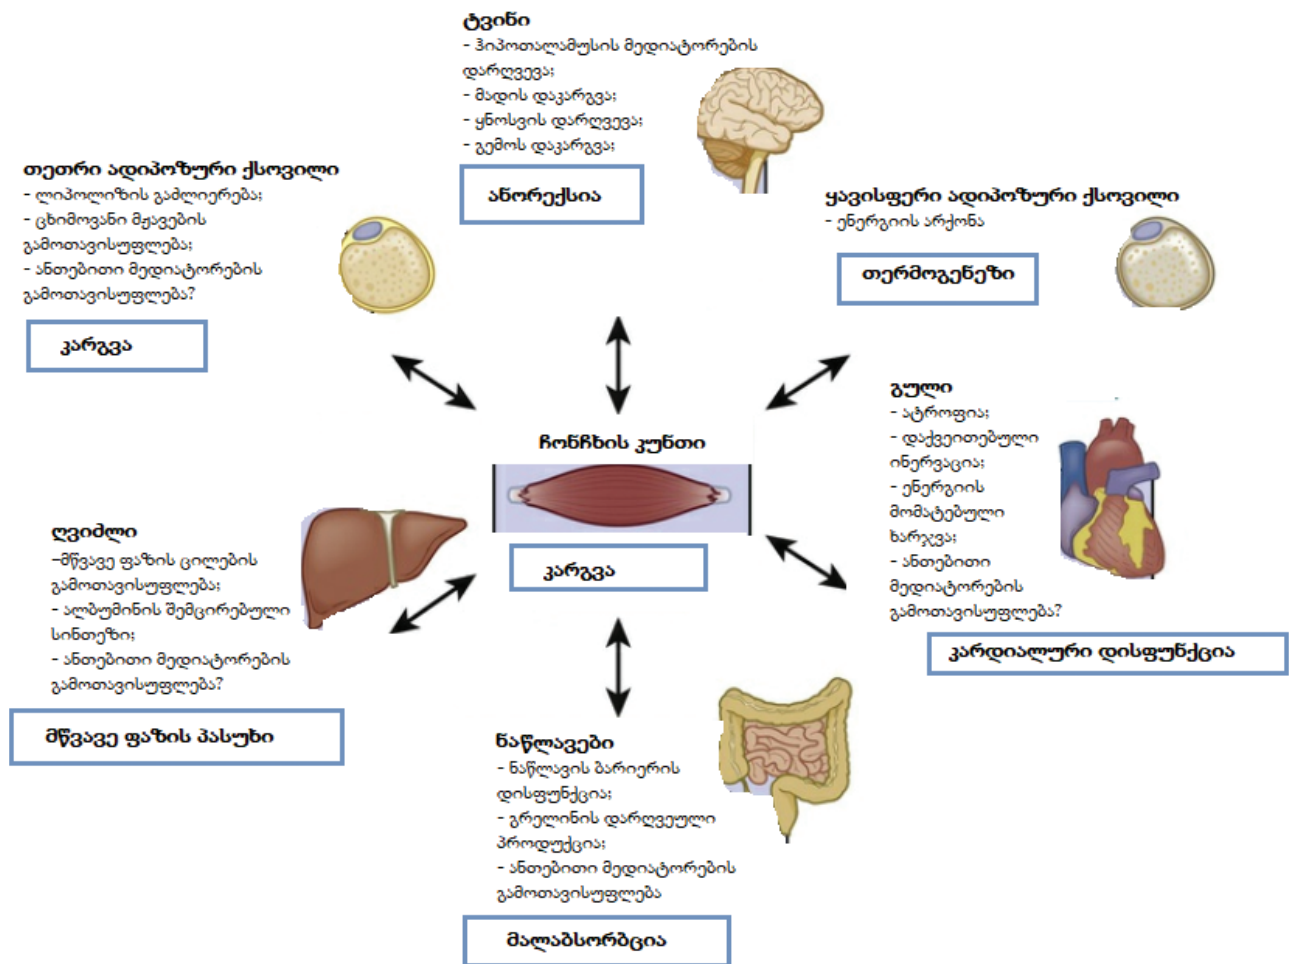 ტვინი
- ჰიპოთალამუსის მედიატორების
დარღვევა;
- მადის დაკარგვა;
- ყნოსვის დარღვევა;
- გემოს დაკარგვა;
ანორექსია
თეთრი ადიპოზური ქსოვილი
- ლიპოლიზის გაძლიერება;
- ცხიმოვანი მჟავების
გამოთავისუფლება;
- ანთებითი მედიატორების
გამოთავისუფლება?
კარგვა
ყავისფერი ადიპოზური ქსოვილი
- ენერგიის არქონა
თერმოგენეზი
ჩონჩხის კუნთი
კარგვა
გული
- ატროფია;
- დაქვეითებული
ინერვაცია;
- ენერგიის
მომატებული
ხარჯვა;
- ანთებითი
მედიატორების
გამოთავისუფლება?
კარდიალური დისფუნქცია
ღვიძლი
-მწვავე ფაზის ცილების
გამოთავისუფლება;
- ალბუმინის შემცირებული
სინთეზი;
- ანთებითი მედიატორების
გამოთავისუფლება?
მწვავე ფაზის პასუხი
ნაწლავები
- ნაწლავის ბარიერის
დისფუნქცია;
- გრელინის დარღვეული
პროდუქცია;
- ანთებითი მედიატორების
გამოთავისუფლება
მალაბსორბცია